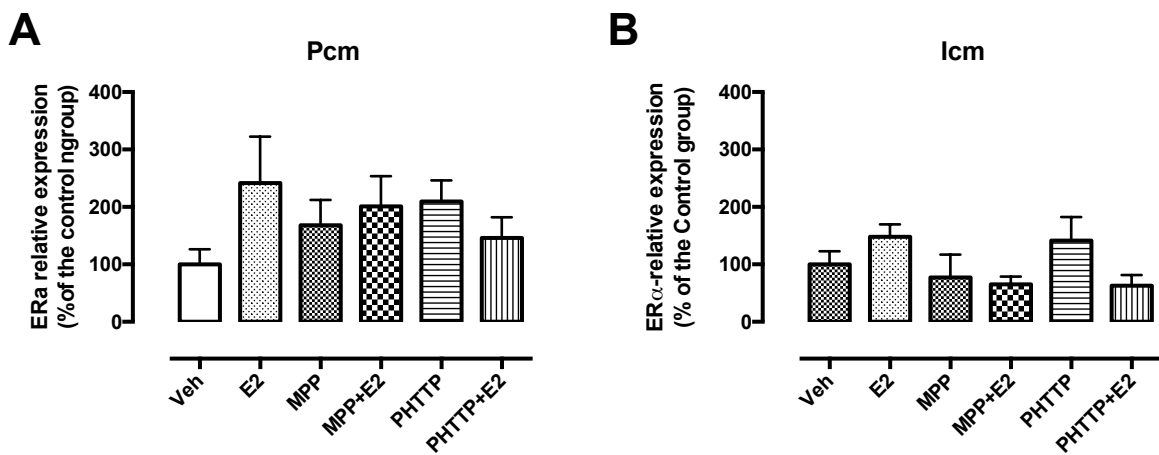 A
Pcm
ERa relative expression
(%of the control ngroup)
400
300
200
100
0
Veh
E2
MPP
MPP+E2
PHTTP
PHTTP+E2
B
Icm
ERα-relative expression
(% of the Control group)
400
300
200
100
0
Veh
E2
MPP
MPP+E2
PHTTP
PHTTP+E2